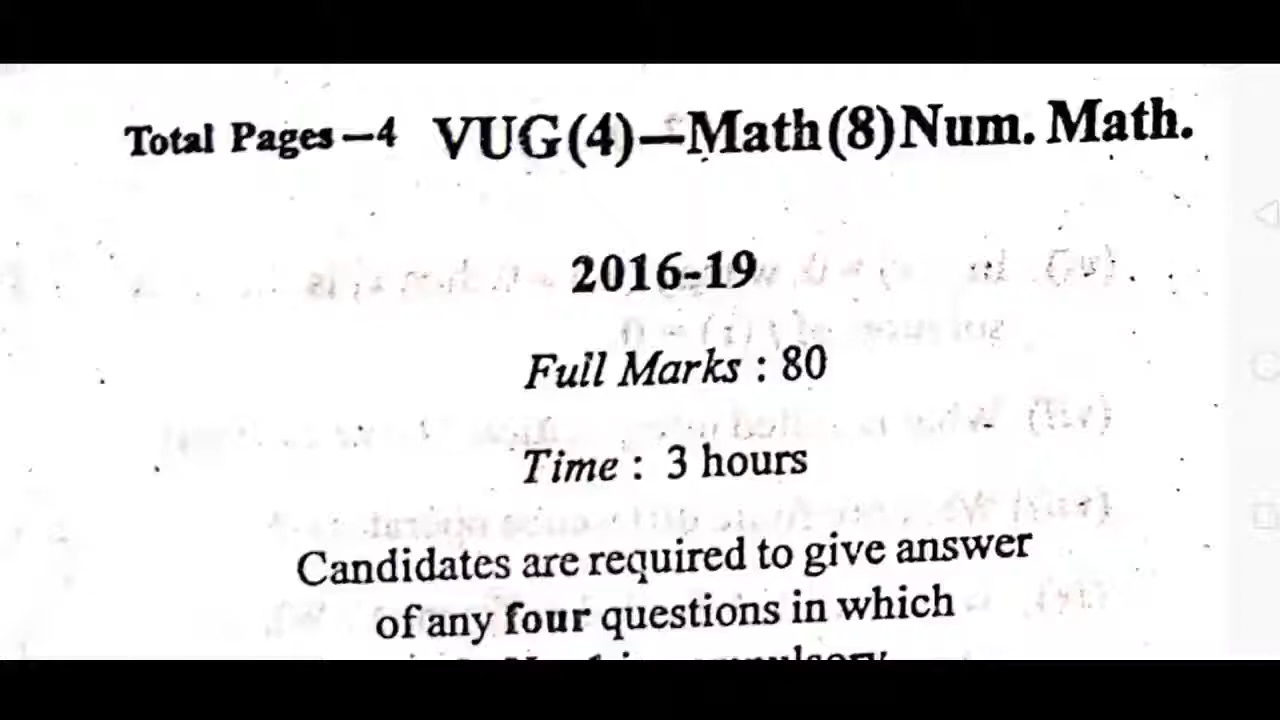 Total Pages—4 VUG(4)—Math(8)Num. Math.
2016-19
Full Marks : 80
Time : 3 hours
Candidates are required to give answer
of any four questions in which